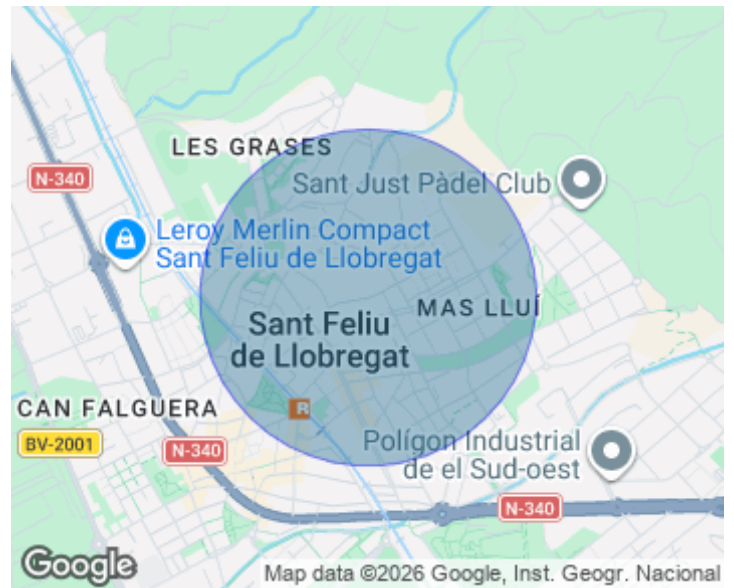 LES GRASES
N-340
Sant Just Pàdel Club
Leroy Merlin Compact
Sant Feliu de Llobregat
MAS LLUÍ
Sant Feliu
de Llobregat
CAN FALGUERA
R
BV-2001
N-340
Polígon Industrial
de el Sud-oest
N-340
Google
Map data ©2026 Google, Inst. Geogr. Nacional